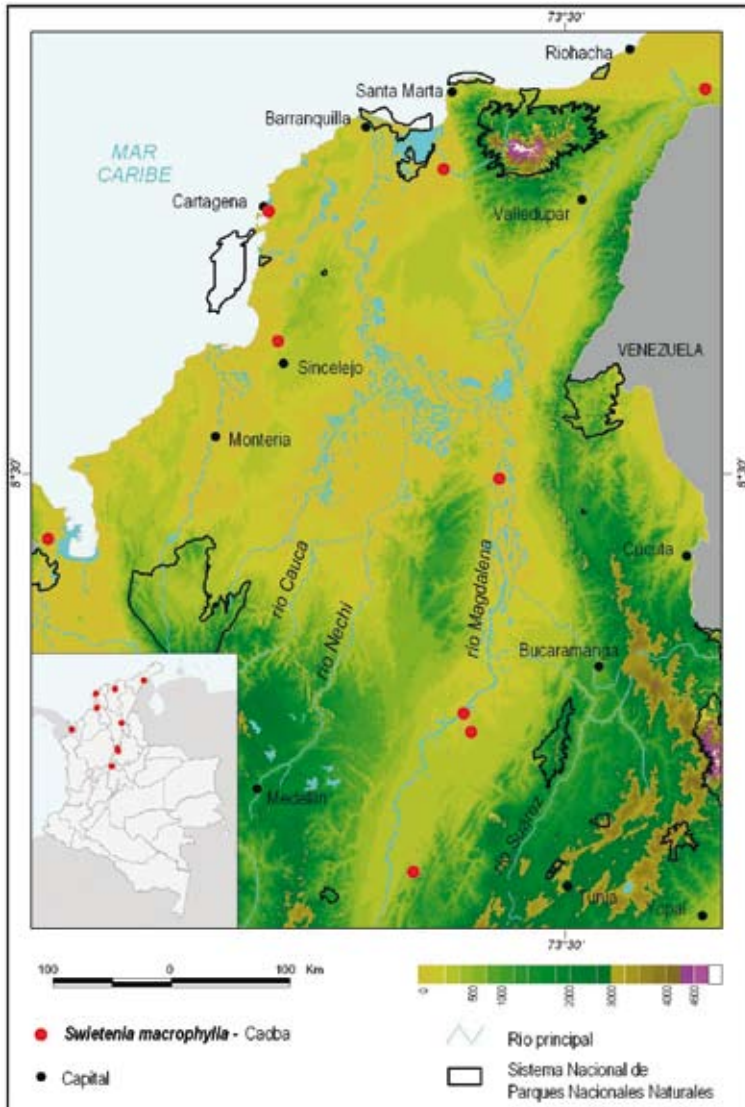 73°30'
Riohacha
Santa Marta
Barranquilla
MAR
CARIBE
Cartagena
Valledupar
VENEZUELA
Sincelejo
Montería
8°30'
8°30'
río Cauca
río Nechí
río Magdalena
Cúcuta
Bucaramanga
Medellín
río Suárez
Tunja
Yopal
73°30'
100 0 100 Km
0 500 1000 2000 3000 4000 4500
Swietenia macrophylla - Caoba
Capital
Río principal
Sistema Nacional de
Parques Nacionales Naturales